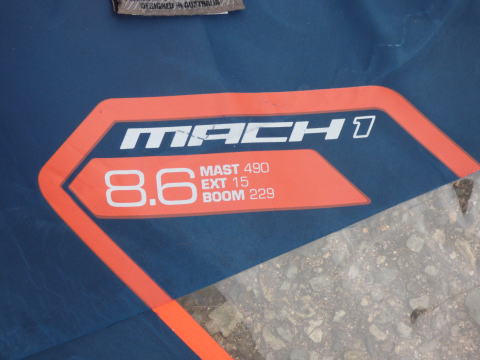 DESIGNED IN AUSTRALIA
MACH 1
8.6
MAST 490
EXT 15
BOOM 229